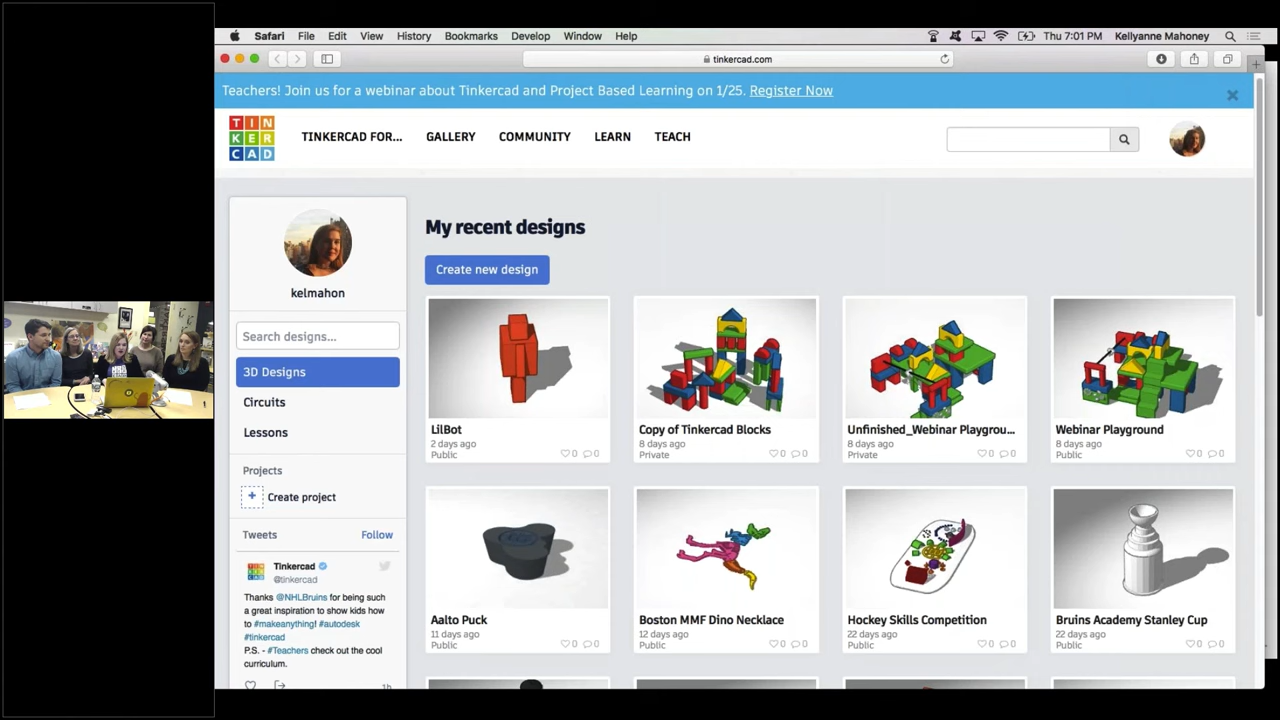 Safari File Edit View History Bookmarks Develop Window Help Thu 7:01 PM Kellyanne Mahoney
tinkercad.com
Teachers! Join us for a webinar about Tinkercad and Project Based Learning on 1/25. Register Now
TIN
KER
CAD
TINKERCAD FOR... GALLERY COMMUNITY LEARN TEACH
kelmahon
Search designs...
3D Designs
Circuits
Lessons
Projects
+ Create project
Tweets Follow
Tinkercad
@tinkercad
Thanks @NHLBruins for being such
a great inspiration to show kids how
to #makeanything! #autodesk
#tinkercad
P.S. - #Teachers check out the cool
curriculum.
1h
My recent designs
Create new design
LilBot
2 days ago
Public
0 0
Copy of Tinkercad Blocks
8 days ago
Private
0 0
Unfinished_Webinar Playgrou...
8 days ago
Private
0 0
Webinar Playground
8 days ago
Public
0 0
Aalto Puck
11 days ago
Public
0 0
Boston MMF Dino Necklace
12 days ago
Public
0 0
Hockey Skills Competition
22 days ago
Public
0 0
Bruins Academy Stanley Cup
22 days ago
Public
0 0